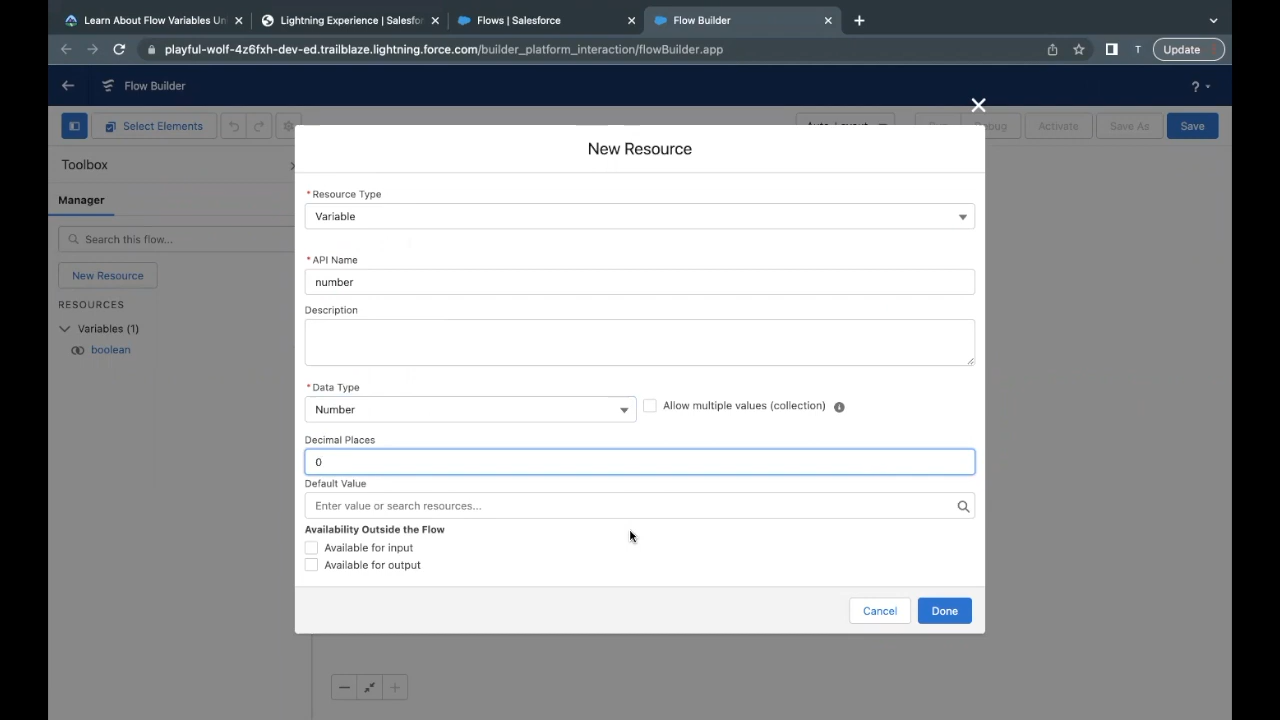 Learn About Flow Variables Un
Lightning Experience | Salesfor
Flows | Salesforce
Flow Builder
playful-wolf-4z6fxh-dev-ed.trailblaze.lightning.force.com/builder_platform_interaction/flowBuilder.app
T
Update
Flow Builder
?
Select Elements
Auto-Layout
Debug
Activate
Save As
Save
Toolbox
Manager
Search this flow...
New Resource
RESOURCES
Variables (1)
boolean
New Resource
* Resource Type
Variable
* API Name
number
Description
* Data Type
Number
Allow multiple values (collection)
Decimal Places
0
Default Value
Enter value or search resources...
Availability Outside the Flow
Available for input
Available for output
Cancel
Done